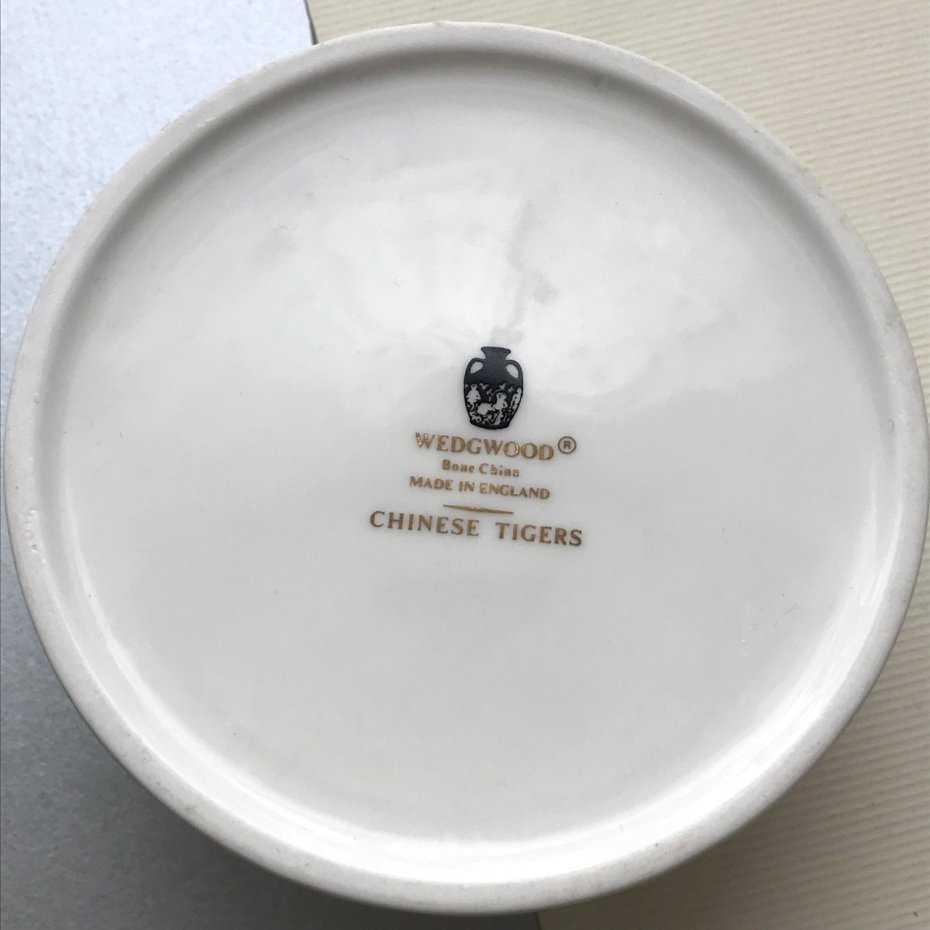 WEDGWOOD®
Bone China
MADE IN ENGLAND
CHINESE TIGERS